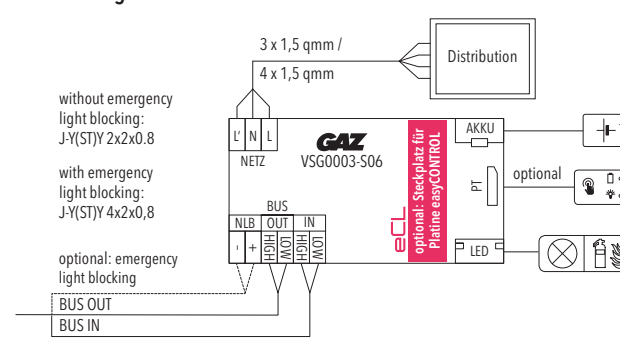 3 x 1,5 qmm /
4 x 1,5 qmm
Distribution
without emergency
light blocking:
J-Y(ST)Y 2x2x0.8
with emergency
light blocking:
J-Y(ST)Y 4x2x0,8
optional: emergency
light blocking
L' N L
NETZ
GAZ
VSG0003-S06
BUS
NLB OUT IN
- + HIGH LOW HIGH LOW
eCL
optional: Steckplatz für
Platine easyCONTROL
AKKU
PT
LED
optional
BUS OUT
BUS IN